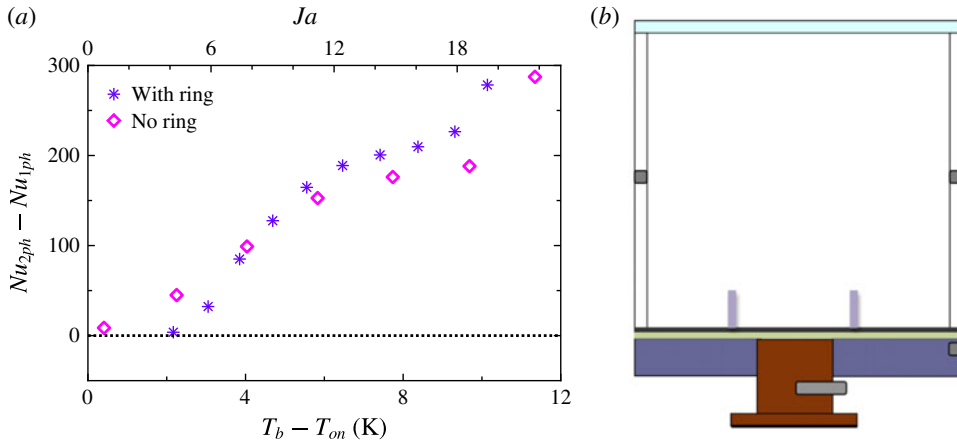 (a) Ja (b)
0 6 12 18
300
With ring
No ring
200
Nu2ph – Nu1ph
100
0
0 4 8 12
Tb – Ton (K)